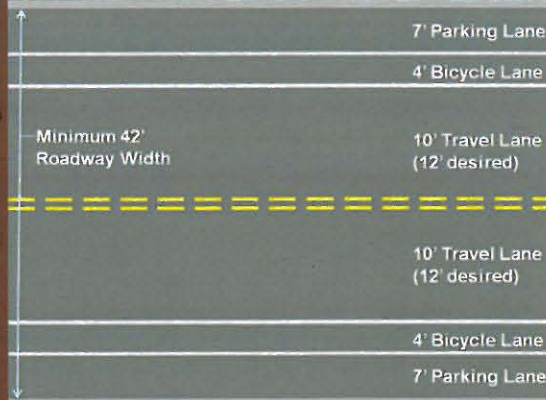 7' Parking Lane
4' Bicycle Lane
Minimum 42'
Roadway Width
10' Travel Lane
(12' desired)
10' Travel Lane
(12' desired)
4' Bicycle Lane
7' Parking Lane